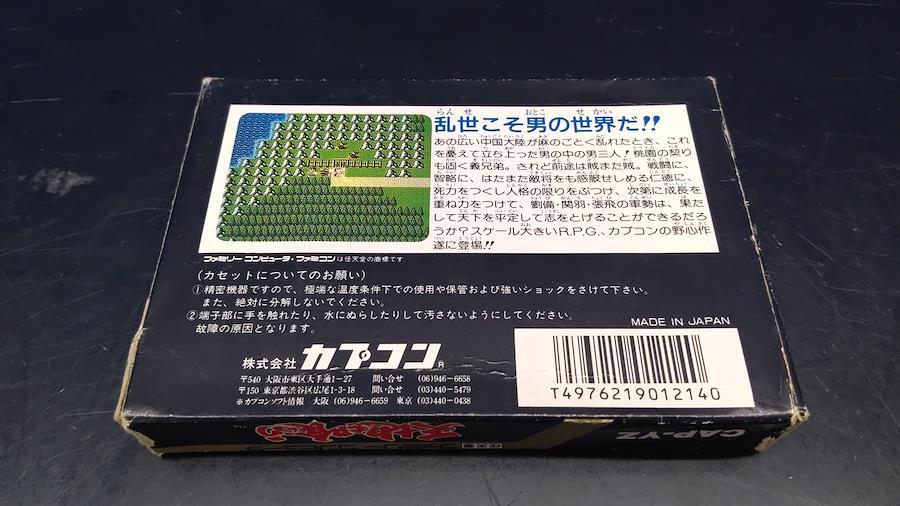 乱世こそ男の世界だ!!
あの広い中国大陸が麻のごとく乱れたとき、これ
を憂えて立ち上った男の中の男三人！桃園の契り
も固く義兄弟。されど前途は賊また賊。戦闘に、
智略に、はたまた敵将をも感服せしめる仁徳に、
死力をつくし人格の限りをぶつけ、次第に成長を
重ね力をつけて、劉備・関羽・張飛の軍勢は、果た
して天下を平定して志をとげることができるだろ
うか？スケール大きいR.P.G.、カプコンの野心作
遂に登場!!
ファミリーコンピュータ・ファミコンは任天堂の商標です
(カセットについてのお願い)
①精密機器ですので、極端な温度条件下での使用や保管および強いショックをさけて下さい。
また、絶対に分解しないでください。
②端子部に手を触れたり、水にぬらしたりして汚さないようにしてください。
故障の原因となります。
MADE IN JAPAN
株式会社カプコン®
〒540 大阪市東区大手通1-27 問い合せ (06)946-6658
〒150 東京都渋谷区広尾1-3-18 問い合せ (03)440-5479
※カプコンソフト情報 大阪 (06)946-6659 東京 (03)440-0438
T4976219012140
天地を喰らう
CAP-YZ